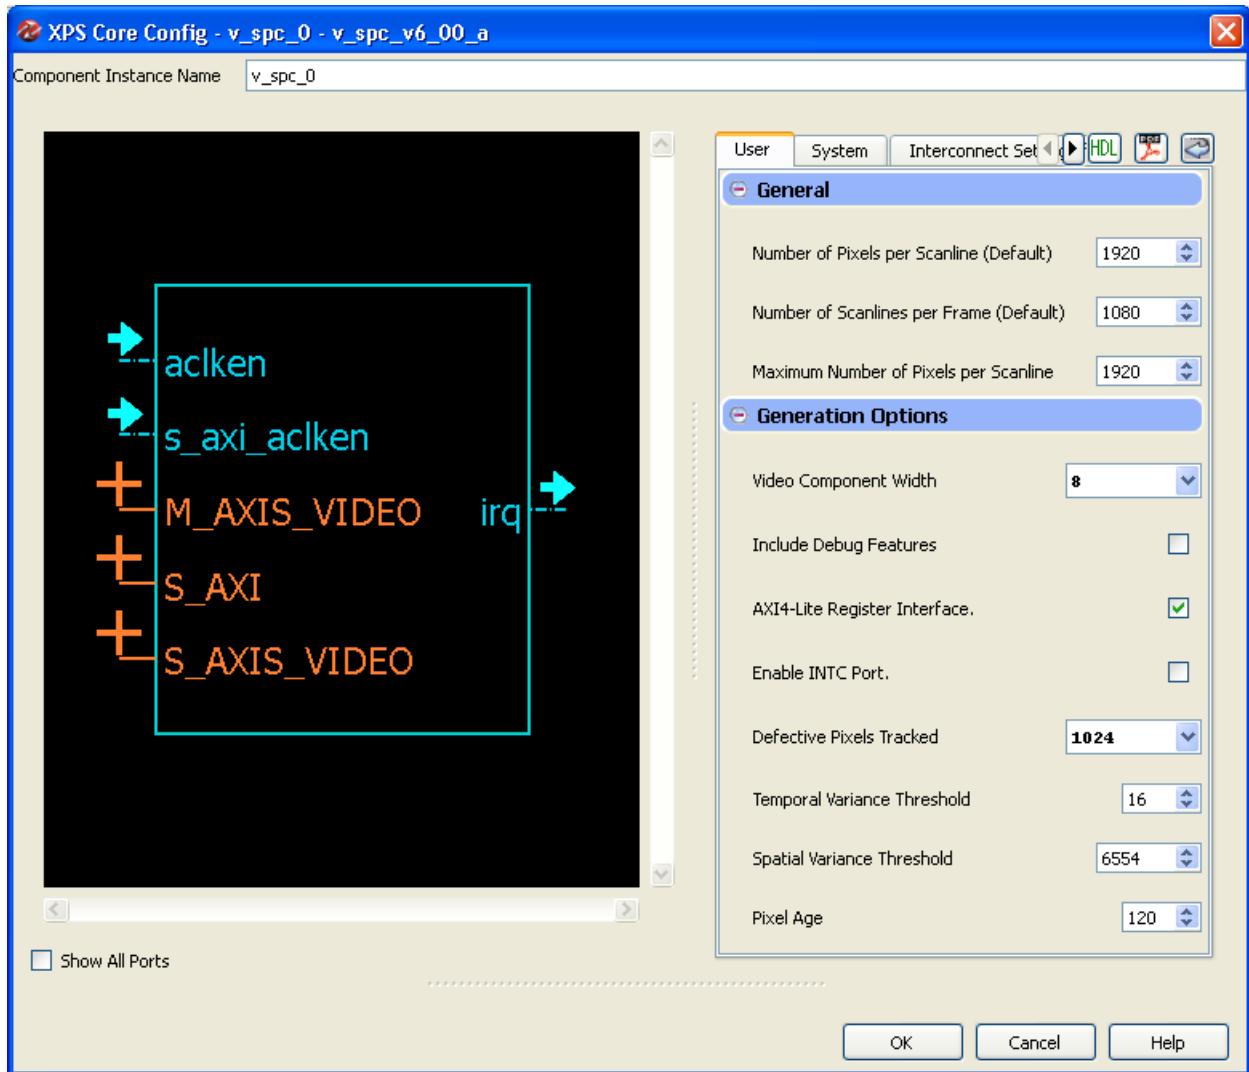 XPS Core Config - v_spc_0 - v_spc_v6_00_a
Component Instance Name v_spc_0
User System Interconnect Set HDL
General
Number of Pixels per Scanline (Default) 1920
Number of Scanlines per Frame (Default) 1080
Maximum Number of Pixels per Scanline 1920
Generation Options
Video Component Width 8
Include Debug Features
AXI4-Lite Register Interface.
Enable INTC Port.
Defective Pixels Tracked 1024
Temporal Variance Threshold 16
Spatial Variance Threshold 6554
Pixel Age 120
aclken
s_axi_aclken
M_AXIS_VIDEO irq
S_AXI
S_AXIS_VIDEO
Show All Ports
OK Cancel Help